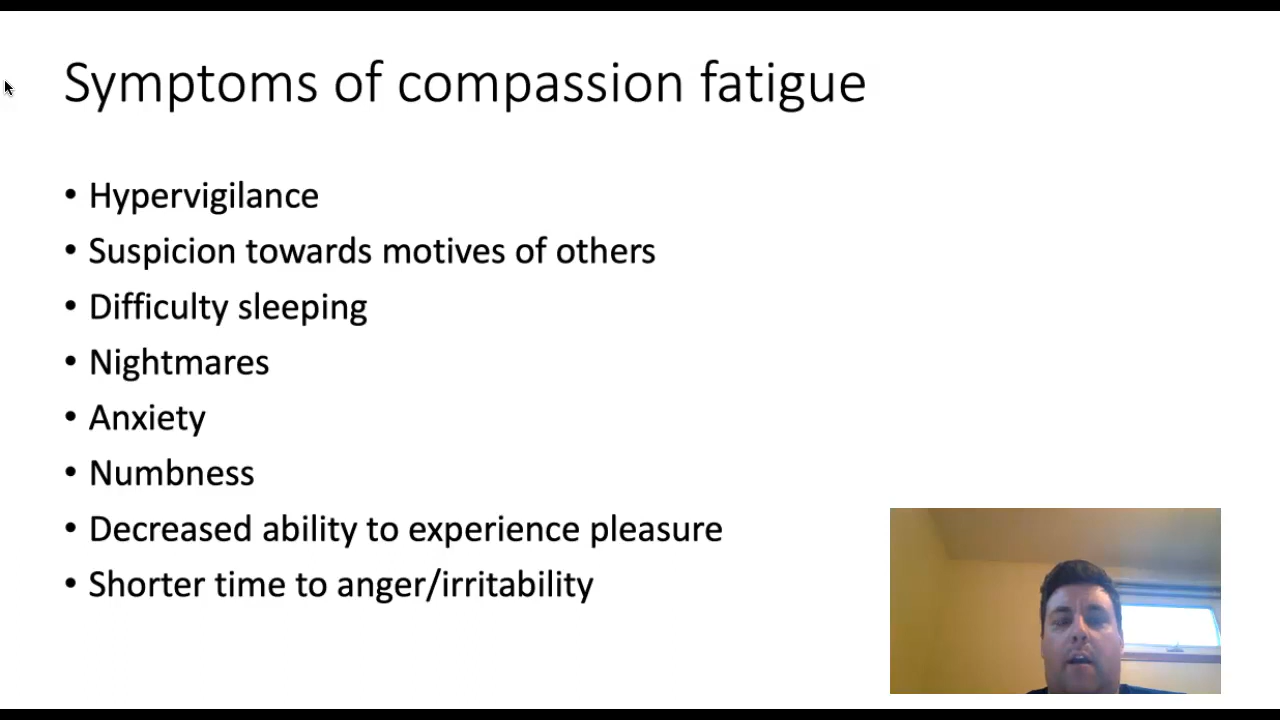 Symptoms of compassion fatigue
• Hypervigilance
• Suspicion towards motives of others
• Difficulty sleeping
• Nightmares
• Anxiety
• Numbness
• Decreased ability to experience pleasure
• Shorter time to anger/irritability